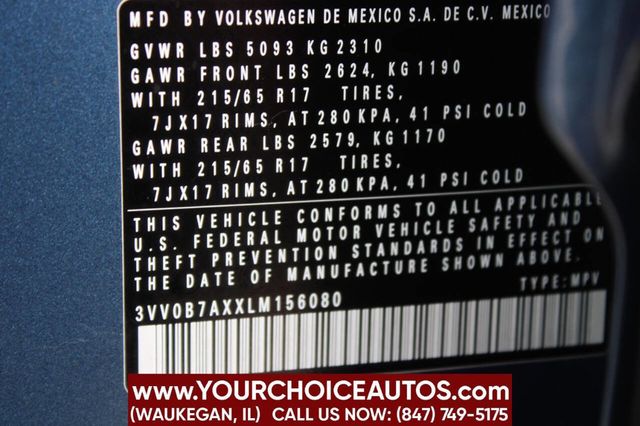 MFD BY VOLKSWAGEN DE MEXICO S.A. DE C.V. MEXICO
GVWR LBS 5093 KG 2310
GAWR FRONT LBS 2624, KG 1190
WITH 215/65 R17 TIRES,
7JX17 RIMS, AT 280 KPA, 41 PSI COLD
GAWR REAR LBS 2579, KG 1170
WITH 215/65 R17 TIRES,
7JX17 RIMS, AT 280 KPA, 41 PSI COLD
THIS VEHICLE CONFORMS TO ALL APPLICABLE
U.S. FEDERAL MOTOR VEHICLE SAFETY AND
THEFT PREVENTION STANDARDS IN EFFECT ON
THE DATE OF MANUFACTURE SHOWN ABOVE.
3VV0B7AXXLM156080 TYPE: MPV
www.YOURCHOICEAUTOS.com
(WAUKEGAN, IL) CALL US NOW: (847) 749-5175